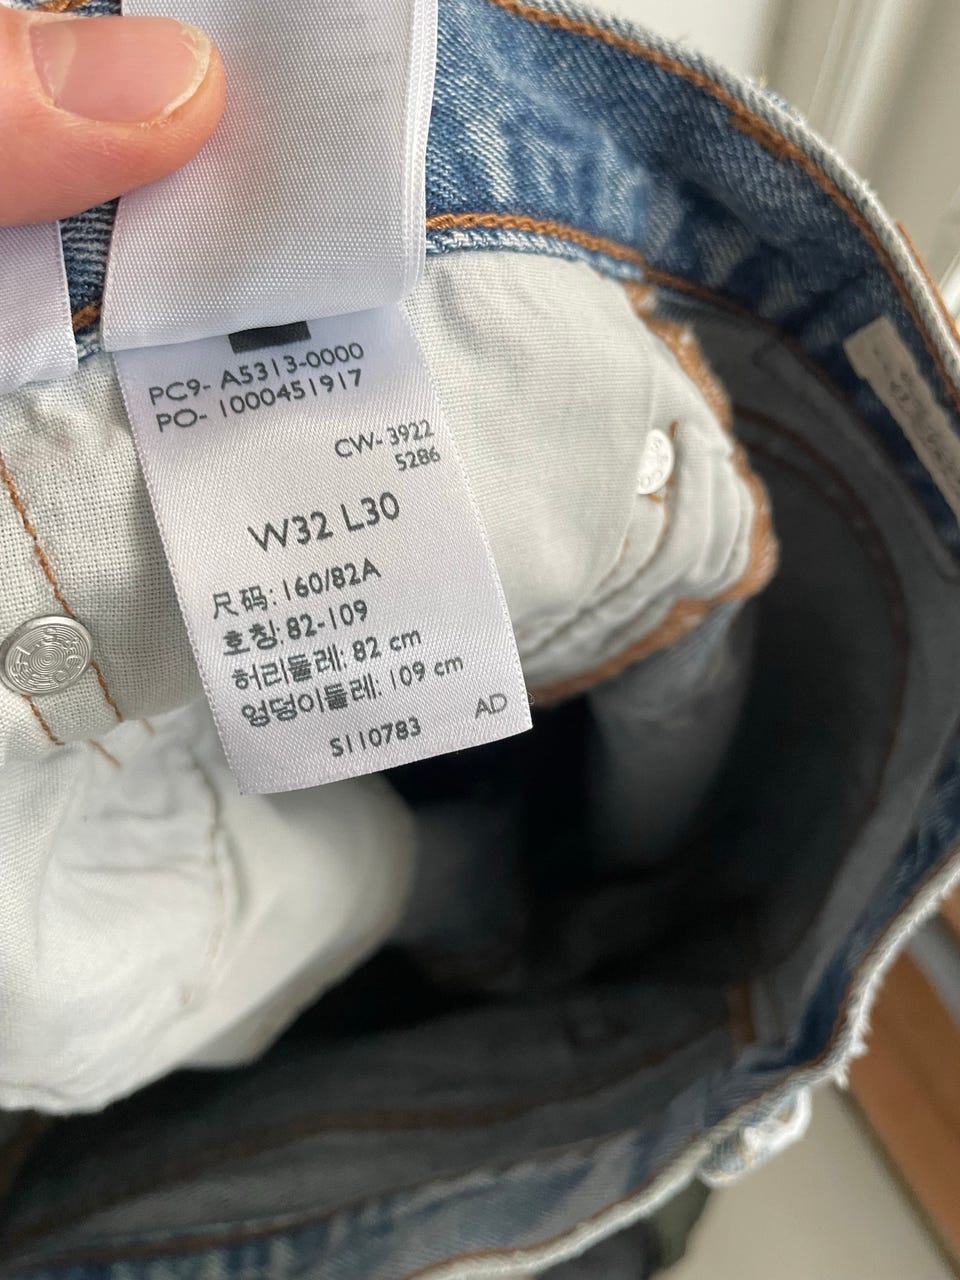 PC9- A5313-0000
PO- 1000451917
CW- 3922
5286
W32 L30
尺码: 160/82A
호칭: 82-109
허리둘레: 82 cm
엉덩이둘레: 109 cm
S110783 AD